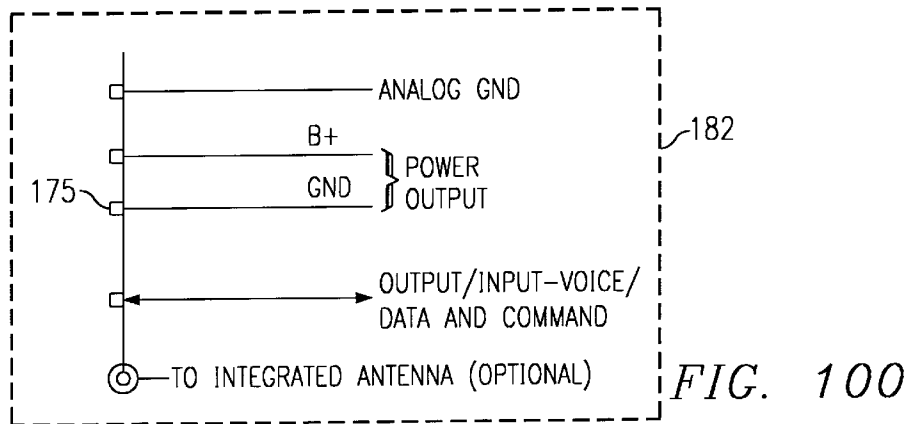 ANALOG GND
182
B+
POWER
OUTPUT
175
GND
OUTPUT/INPUT-VOICE/
DATA AND COMMAND
TO INTEGRATED ANTENNA (OPTIONAL)
FIG. 100